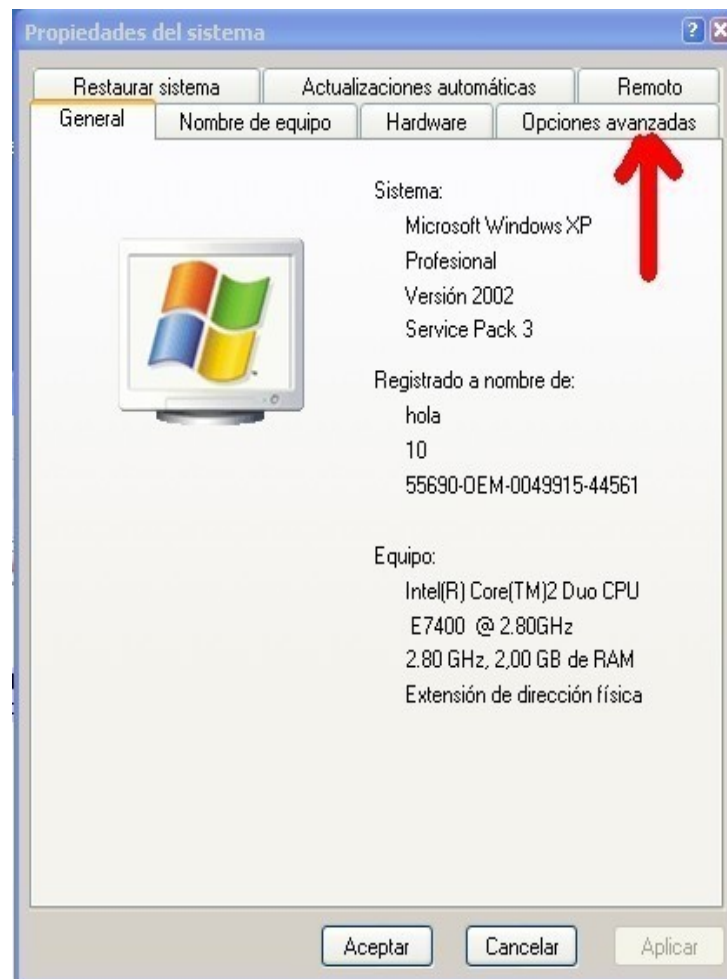 Propiedades del sistema
Restaurar sistema Actualizaciones automáticas Remoto
General Nombre de equipo Hardware Opciones avanzadas
Sistema:
Microsoft Windows XP
Profesional
Versión 2002
Service Pack 3
Registrado a nombre de:
hola
10
55690-OEM-0049915-44561
Equipo:
Intel(R) Core(TM)2 Duo CPU
E7400 @ 2.80GHz
2.80 GHz, 2,00 GB de RAM
Extensión de dirección física
Aceptar Cancelar Aplicar